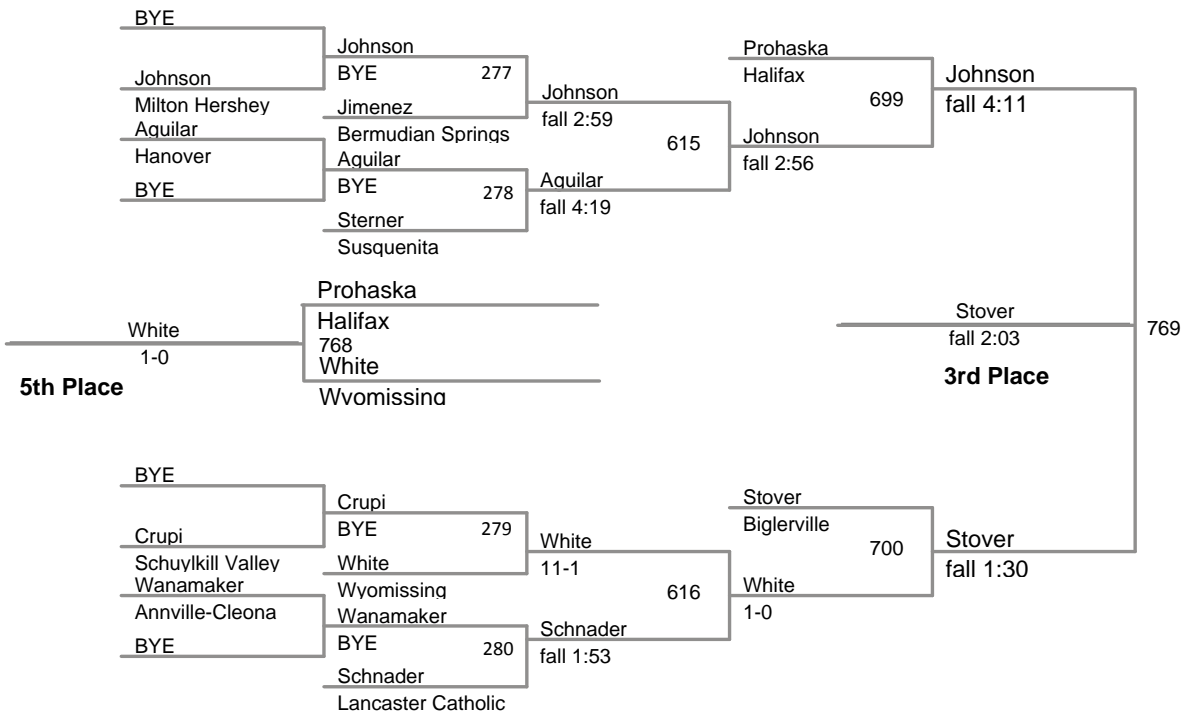 BYE
Johnson
Milton Hershey
Aguilar
Hanover
BYE
Johnson
BYE
277
Jimenez
Bermudian Springs
Aguilar
BYE
278
Sterner
Susquenita
Johnson
fall 2:59
615
Aguilar
fall 4:19
Prohaska
Halifax
699
Johnson
fall 2:56
Johnson
fall 4:11
White
1-0
5th Place
Prohaska
Halifax
768
White
Wyomissing
Stover
fall 2:03
3rd Place
769
BYE
Crupi
Schuylkill Valley
Wanamaker
Annville-Cleona
BYE
Crupi
BYE
279
White
Wyomissing
Wanamaker
BYE
280
Schnader
Lancaster Catholic
White
11-1
616
Schnader
fall 1:53
Stover
Biglerville
700
White
1-0
Stover
fall 1:30